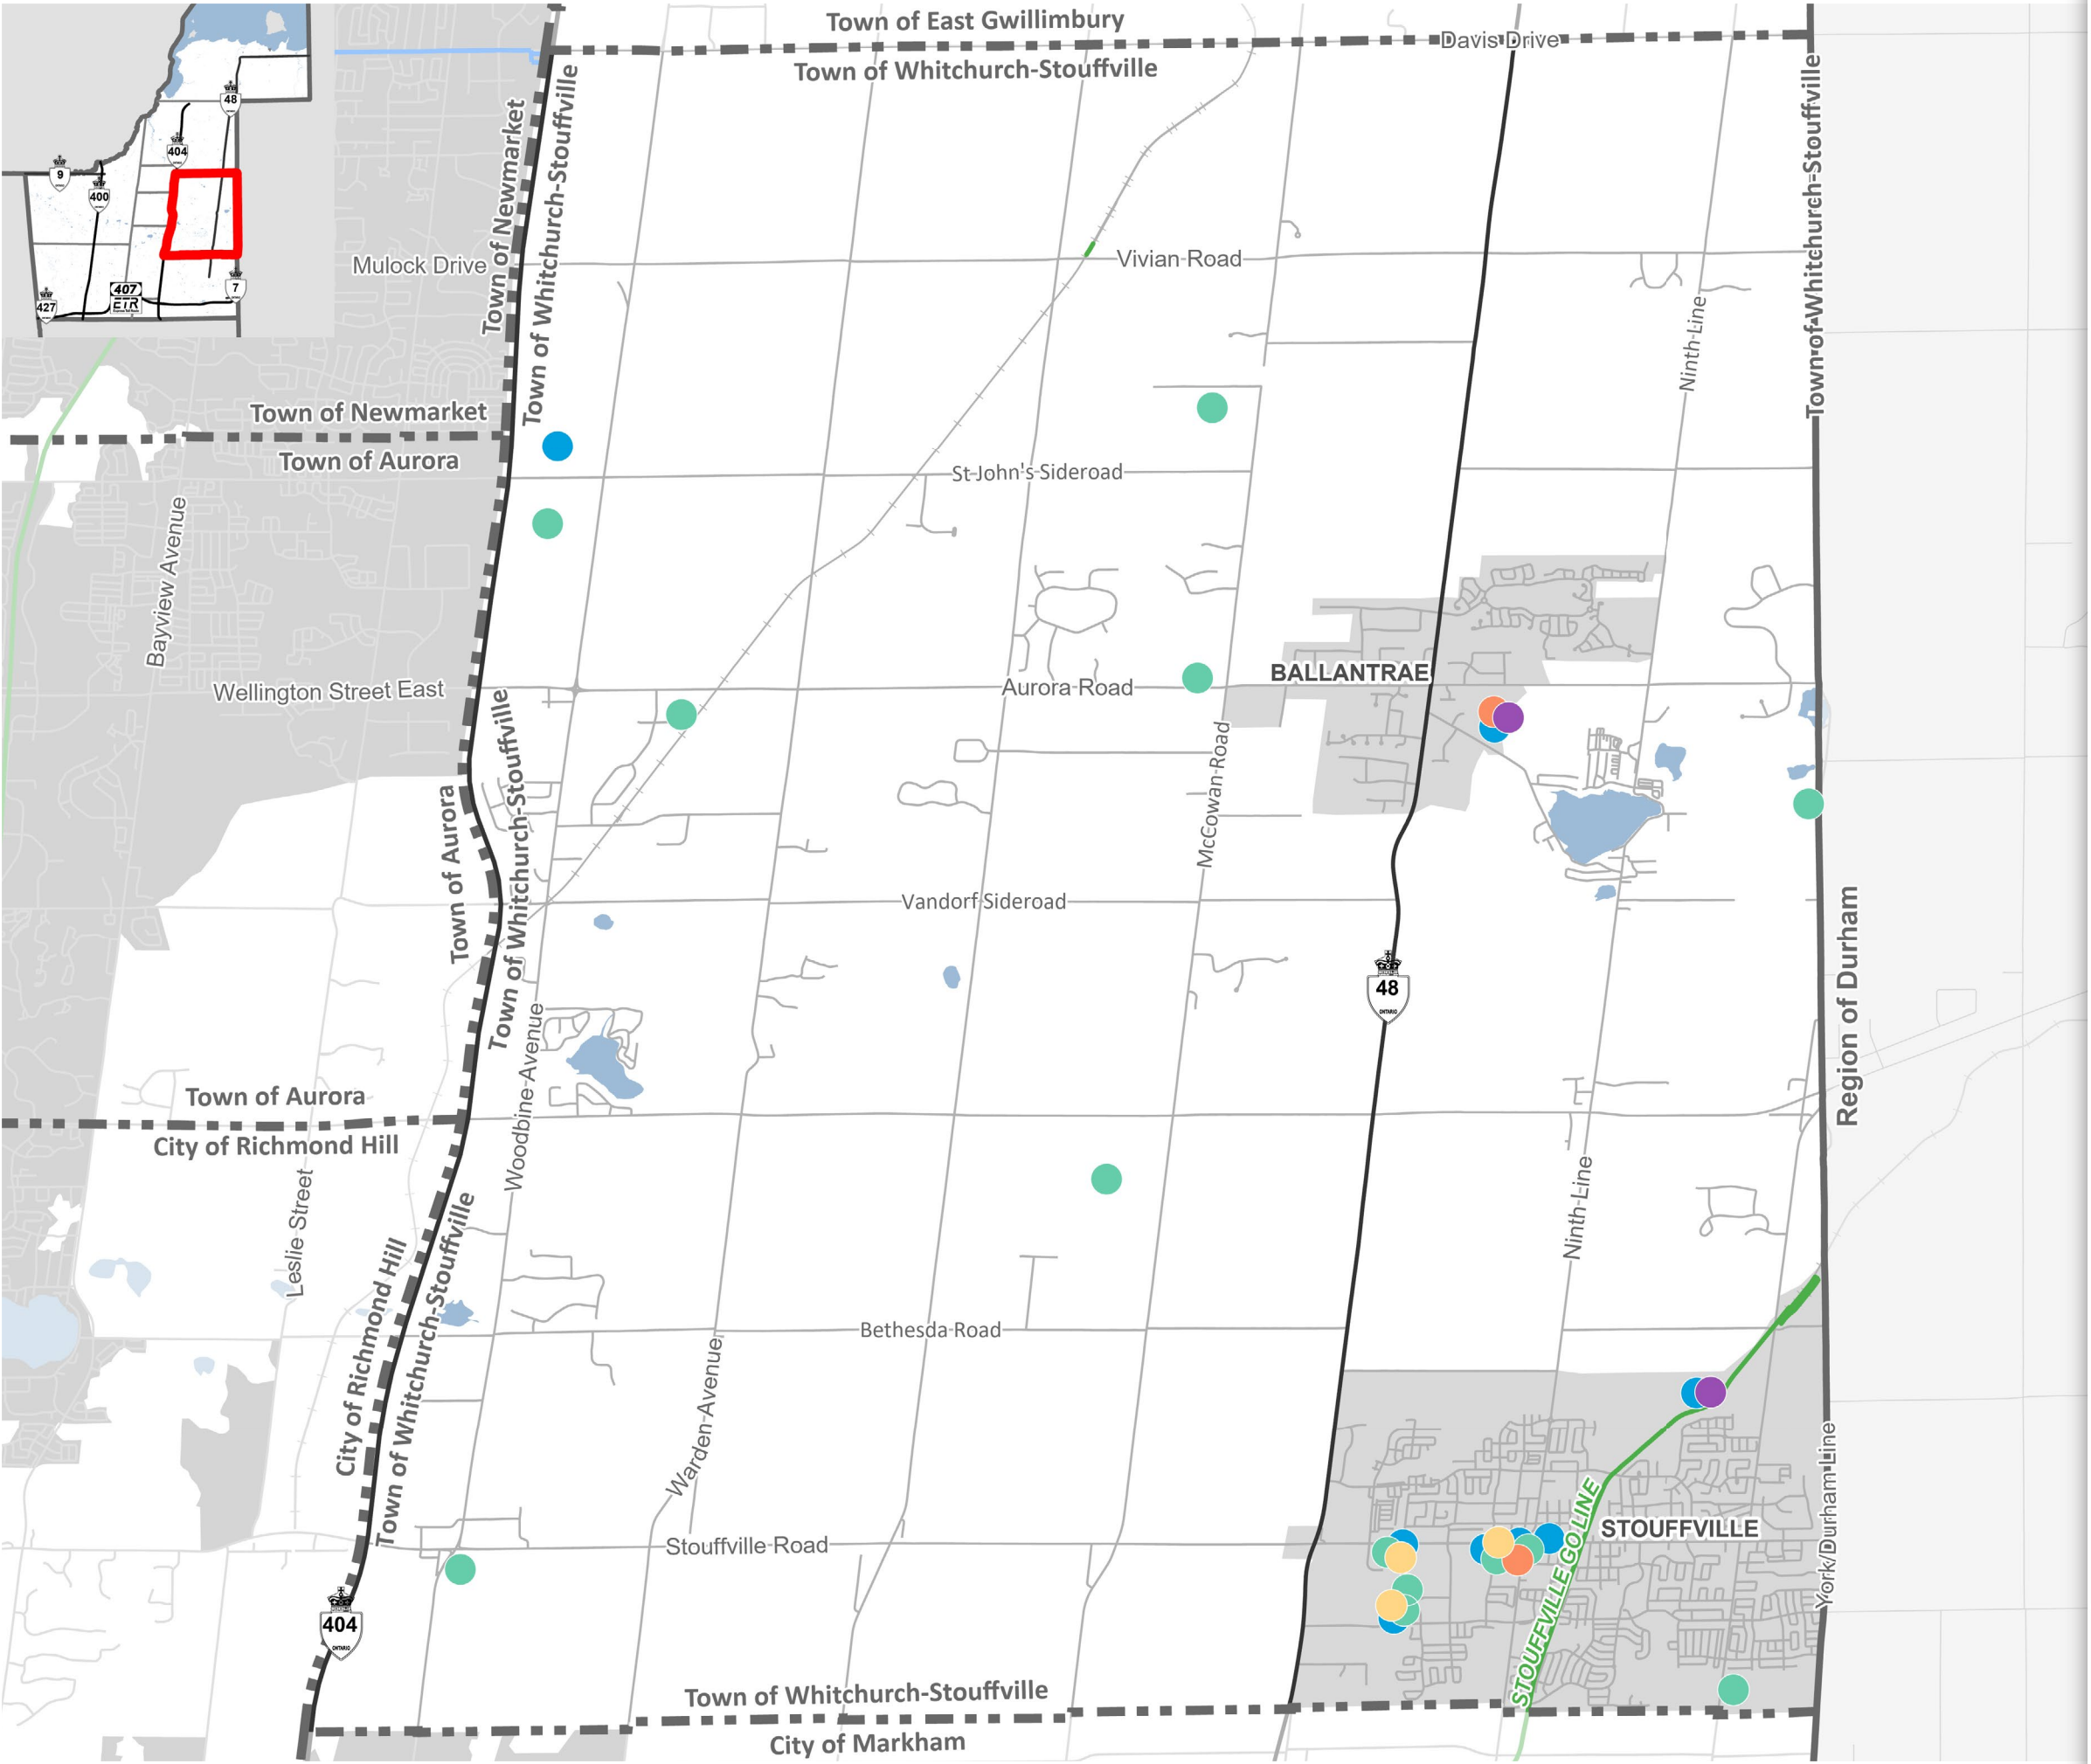 Town of East Gwillimbury
Davis Drive
Town of Whitchurch-Stouffville
48
404
9
400
407
ETR
7
427
Town of Newmarket
Town of Whitchurch-Stouffville
Town of Whitchurch-Stouffville
Mulock Drive
Vivian Road
Ninth Line
Town of Newmarket
Town of Aurora
St John's Sideroad
Bayview Avenue
Wellington Street East
Aurora Road
BALLANTRAE
McCowan Road
Town of Aurora
Town of Whitchurch-Stouffville
Vandorf Sideroad
48
ONTARIO
Region of Durham
Woodbine Avenue
Town of Aurora
City of Richmond Hill
Leslie Street
Ninth Line
City of Richmond Hill
Town of Whitchurch-Stouffville
Bethesda Road
Warden Avenue
Stouffville Road
STOUFFVILLE
STOUFFVILLE GO LINE
York/Durham Line
404
ONTARIO
Town of Whitchurch-Stouffville
City of Markham